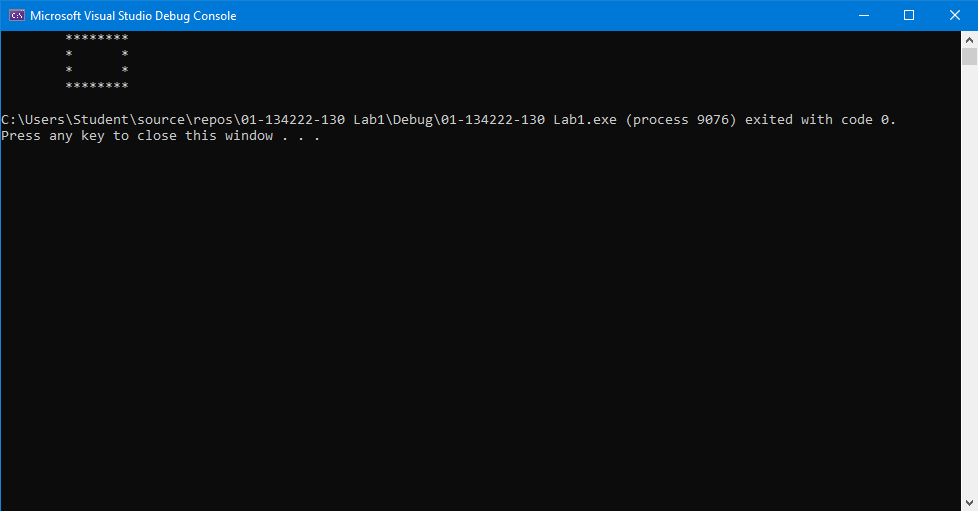 Microsoft Visual Studio Debug Console
        ********
        *      *
        *      *
        ********
C:\Users\Student\source\repos\01-134222-130 Lab1\Debug\01-134222-130 Lab1.exe (process 9076) exited with code 0.
Press any key to close this window . . .